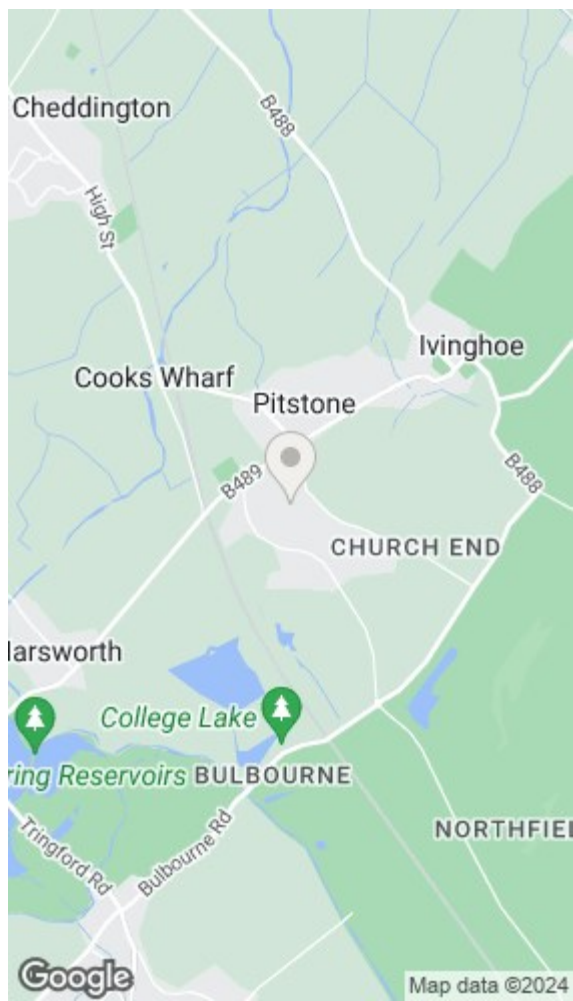 Cheddington
B488
High St
Ivinghoe
Cooks Wharf
Pitstone
B489
B488
CHURCH END
larsworth
College Lake
ring Reservoirs
BULBOURNE
NORTHFIEL
Tringford Rd
Bulbourne Rd
Google
Map data ©2024